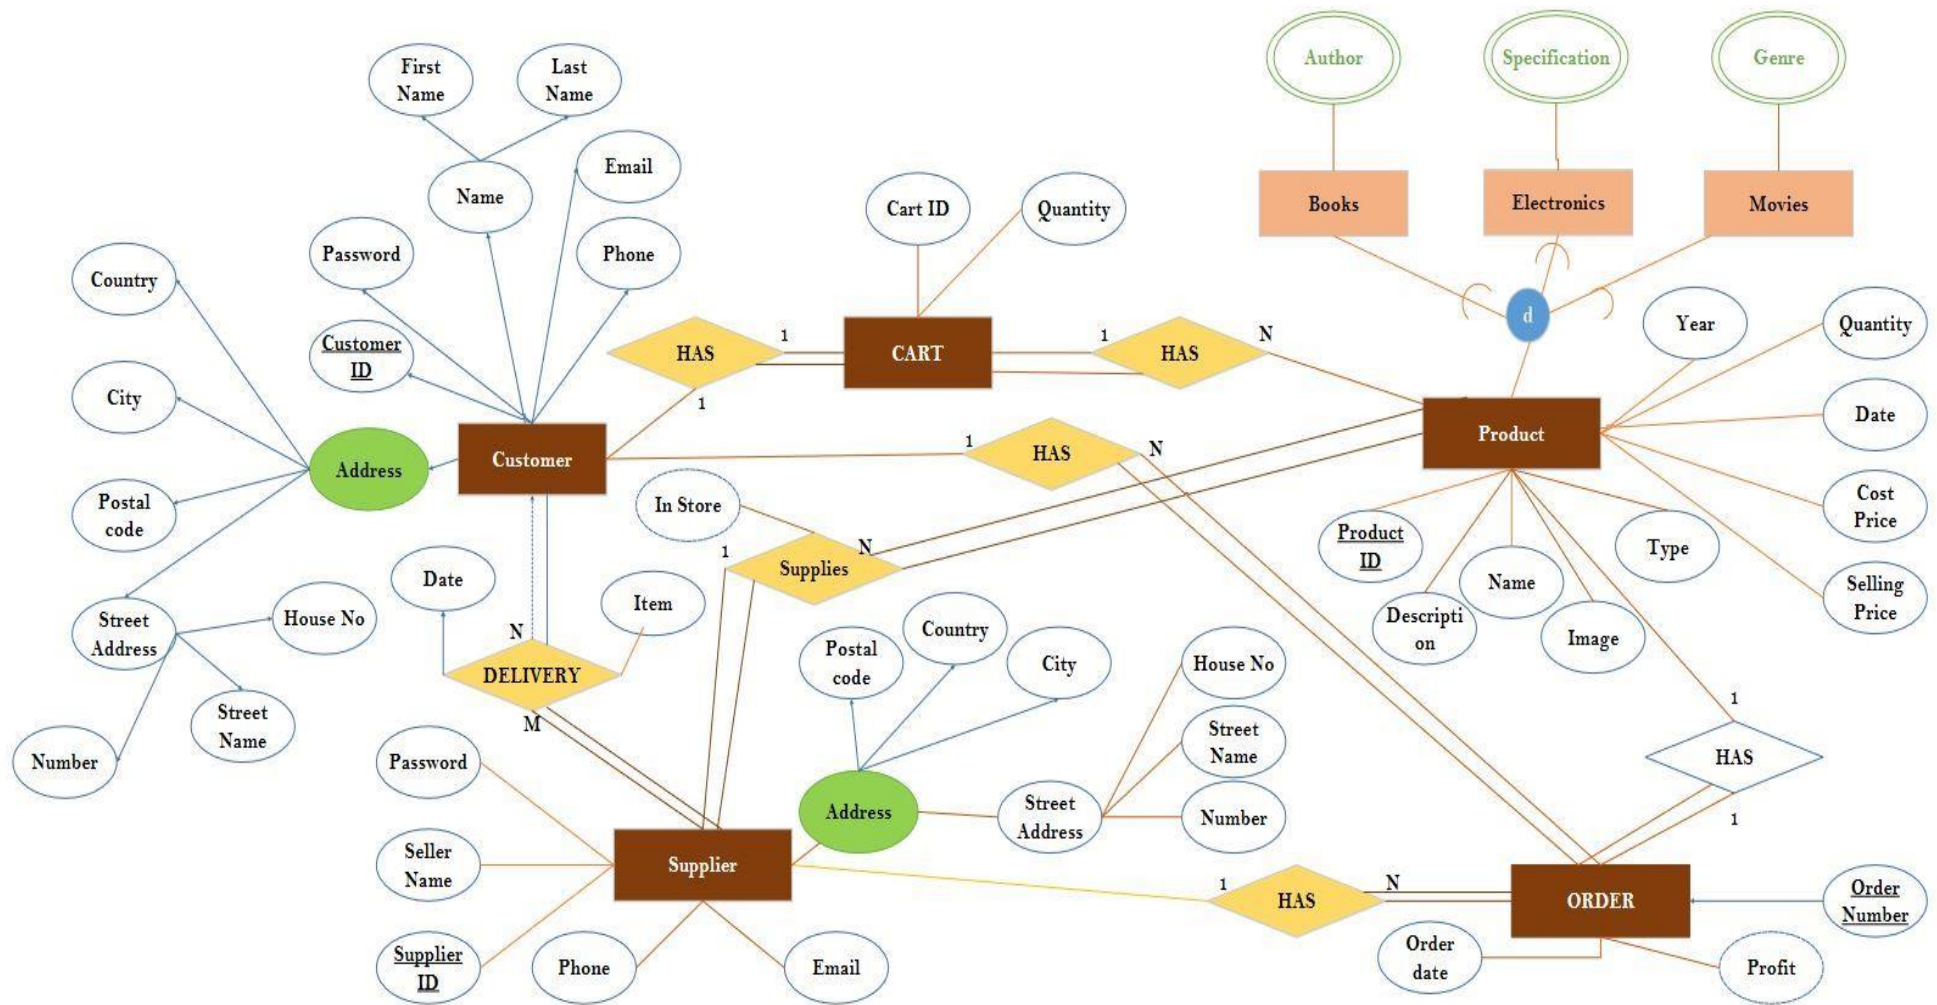 Author
Specification
Genre
First
Name
Last
Name
Email
Name
Books
Electronics
Movies
Cart ID
Quantity
Password
Phone
Country
Customer
ID
HAS
1
CART
1
HAS
N
d
Year
Quantity
1
City
Date
Address
Customer
1
HAS
N
Product
Postal
code
In Store
Product
ID
Type
Cost
Price
1
Supplies
N
Name
Date
Item
Descripti
on
Image
Selling
Price
Street
Address
House No
N
DELIVERY
M
Postal
code
Country
City
House No
Street
Name
Number
Street
Name
1
HAS
1
Password
Address
Street
Address
Number
Seller
Name
Supplier
1
HAS
N
ORDER
Order
Number
Supplier
ID
Phone
Email
Order
date
Profit